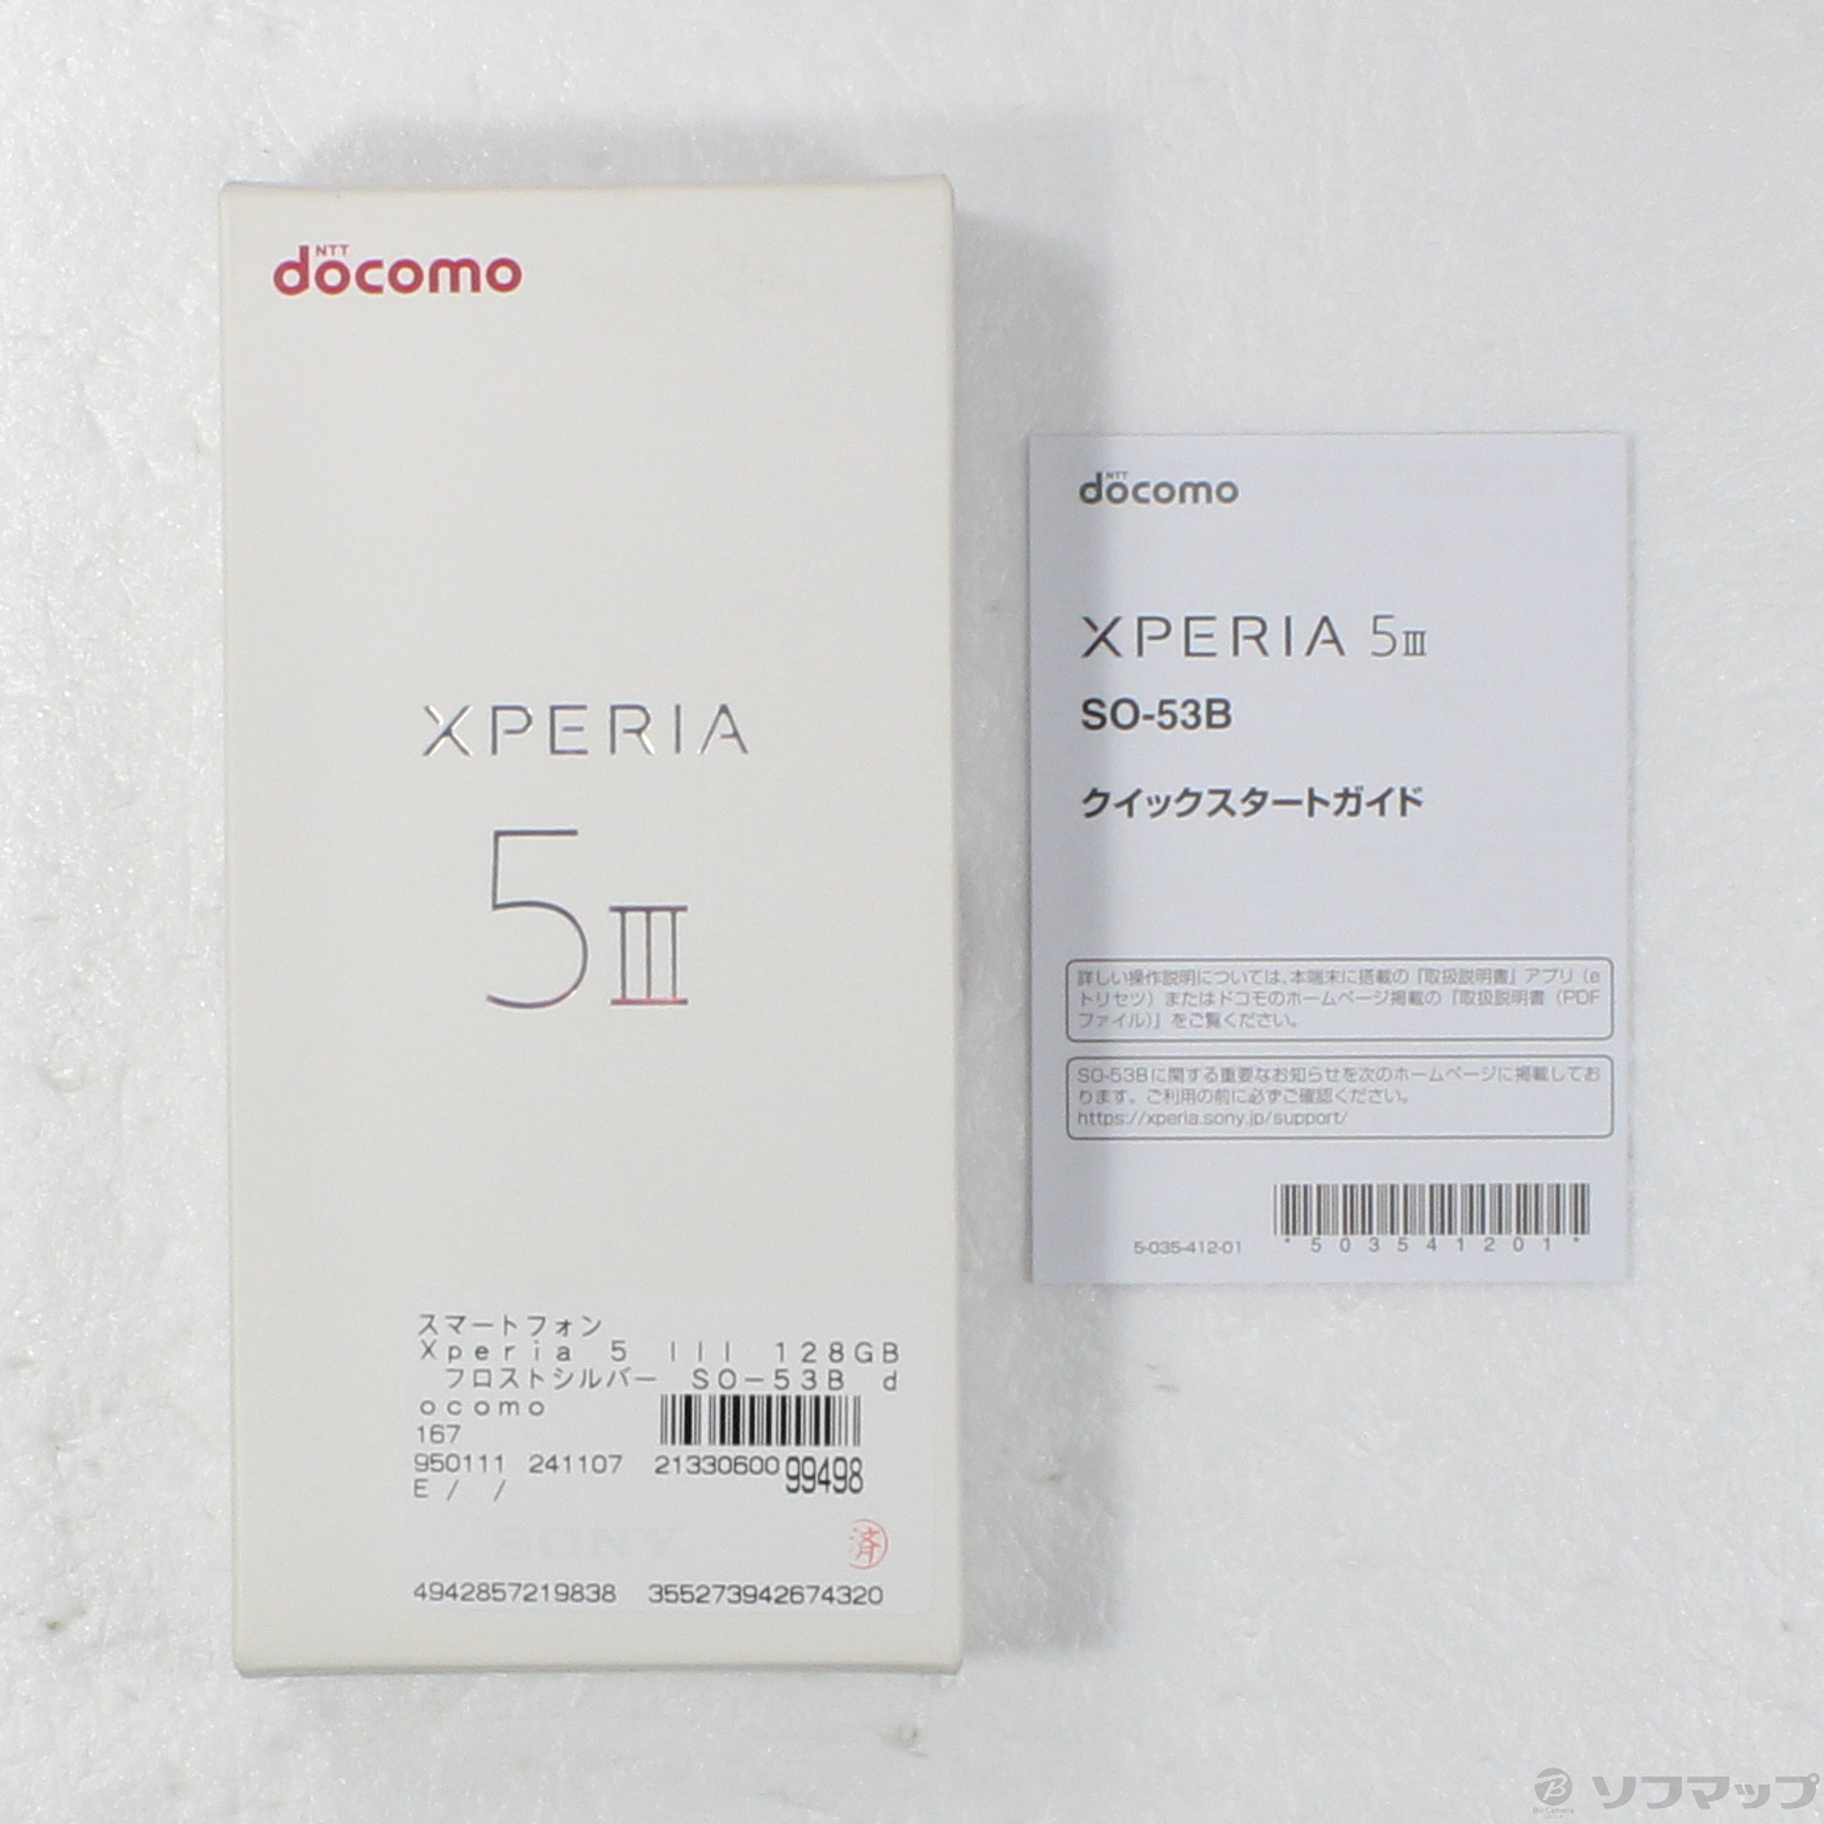 NTT
docomo
XPERIA
5III
スマートフォン
Xperia 5 III 128GB
フロストシルバー SO-53B d
ocomo
167
950111 241107 2133060099498
E / /
済
4942857219838 355273942674320
NTT
docomo
XPERIA 5III
SO-53B
クイックスタートガイド
詳しい操作説明については、本端末に搭載の「取扱説明書」アプリ（e
トリセツ）またはドコモのホームページ掲載の「取扱説明書（PDF
ファイル）」をご覧ください。
SO-53Bに関する重要なお知らせを次のホームページに掲載してお
ります。ご利用の前に必ずご確認ください。
https://xperia.sony.jp/support/
5-035-412-01
*503541201*
BicCamera
ソフマップ